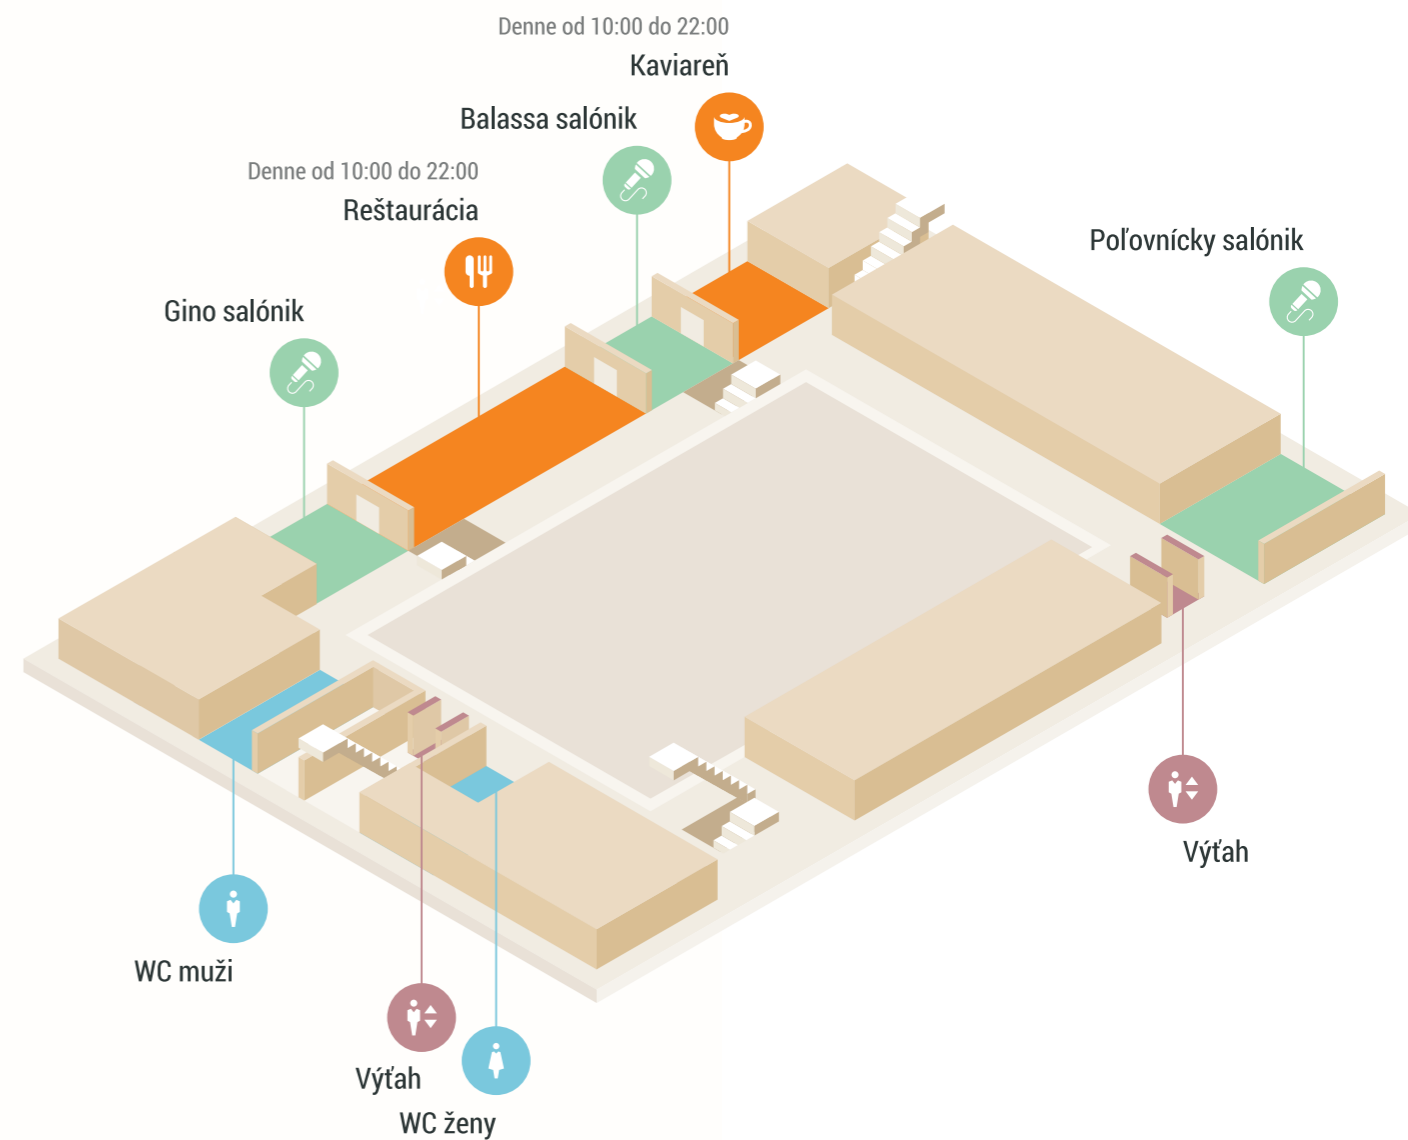 Denne od 10:00 do 22:00
Kaviareň
Balassa salónik
Denne od 10:00 do 22:00
Reštaurácia
Poľovnícky salónik
Gino salónik
Výťah
WC muži
Výťah
WC ženy